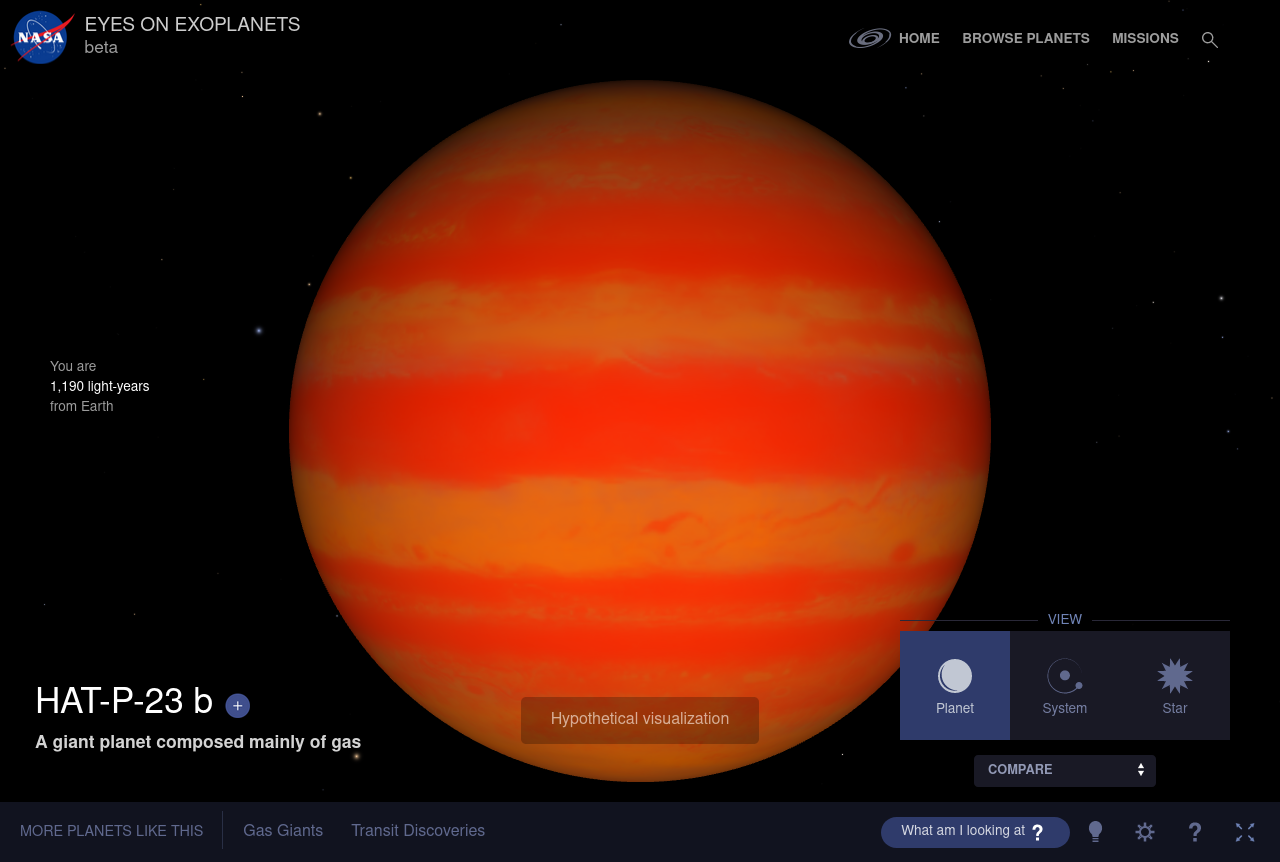 NASA
EYES ON EXOPLANETS
beta
HOME
BROWSE PLANETS
MISSIONS
You are
1,190 light-years
from Earth
VIEW
Planet
System
Star
HAT-P-23 b +
A giant planet composed mainly of gas
Hypothetical visualization
COMPARE
MORE PLANETS LIKE THIS
Gas Giants
Transit Discoveries
What am I looking at ?
?